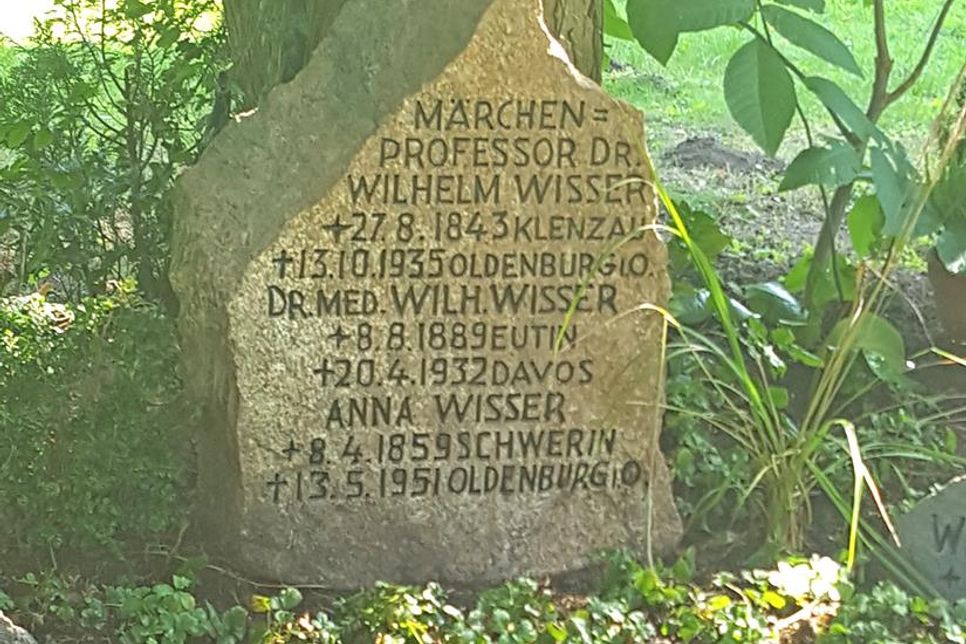 MÄRCHEN=
PROFESSOR DR.
WILHELM WISSER
+27.8.1843 KLENZAU
+13.10.1935 OLDENBURG I.O.
DR. MED. WILH. WISSER
+8.8.1889 EUTIN
+20.4.1932 DAVOS
ANNA WISSER
+8.4.1859 SCHWERIN
+13.5.1951 OLDENBURG I.O.
W
+